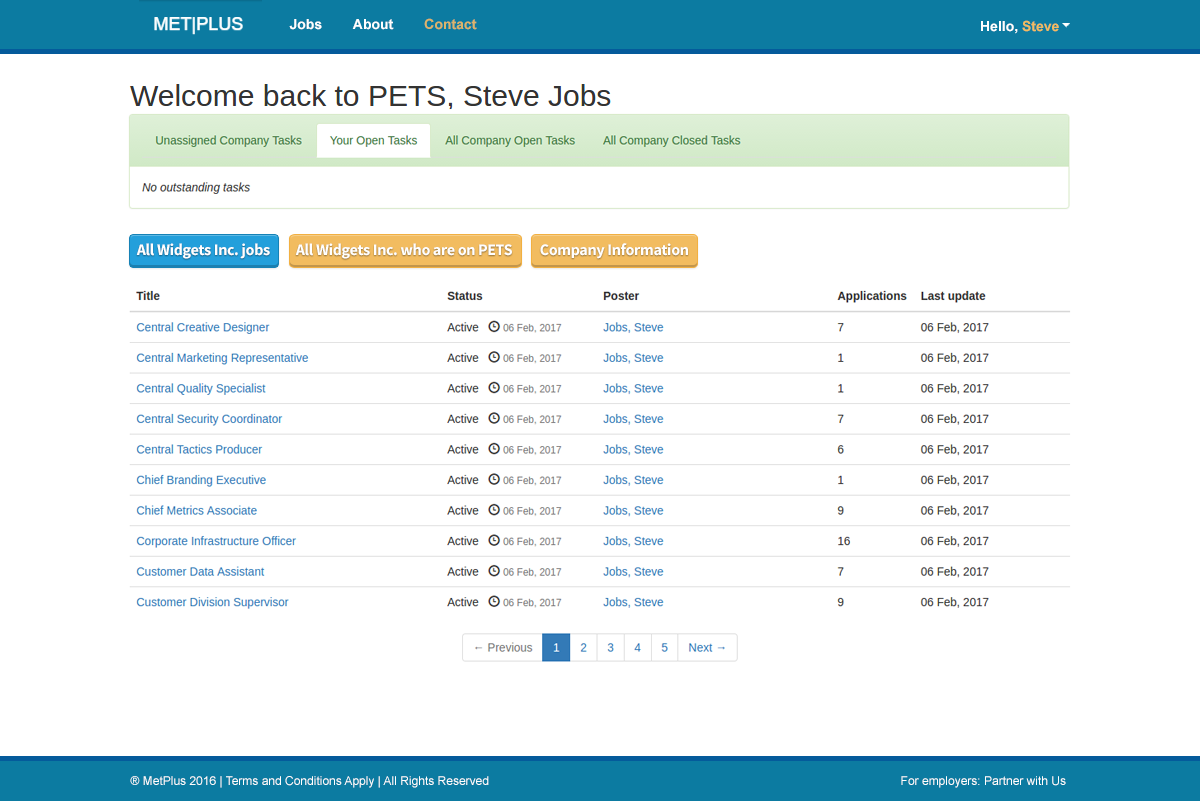 MET|PLUS Jobs About Contact Hello, Steve
Welcome back to PETS, Steve Jobs
Unassigned Company Tasks Your Open Tasks All Company Open Tasks All Company Closed Tasks
No outstanding tasks
All Widgets Inc. jobs All Widgets Inc. who are on PETS Company Information
Title Status Poster Applications Last update
Central Creative Designer Active 06 Feb, 2017 Jobs, Steve 7 06 Feb, 2017
Central Marketing Representative Active 06 Feb, 2017 Jobs, Steve 1 06 Feb, 2017
Central Quality Specialist Active 06 Feb, 2017 Jobs, Steve 1 06 Feb, 2017
Central Security Coordinator Active 06 Feb, 2017 Jobs, Steve 7 06 Feb, 2017
Central Tactics Producer Active 06 Feb, 2017 Jobs, Steve 6 06 Feb, 2017
Chief Branding Executive Active 06 Feb, 2017 Jobs, Steve 1 06 Feb, 2017
Chief Metrics Associate Active 06 Feb, 2017 Jobs, Steve 9 06 Feb, 2017
Corporate Infrastructure Officer Active 06 Feb, 2017 Jobs, Steve 16 06 Feb, 2017
Customer Data Assistant Active 06 Feb, 2017 Jobs, Steve 7 06 Feb, 2017
Customer Division Supervisor Active 06 Feb, 2017 Jobs, Steve 9 06 Feb, 2017
← Previous 1 2 3 4 5 Next →
® MetPlus 2016 | Terms and Conditions Apply | All Rights Reserved For employers: Partner with Us